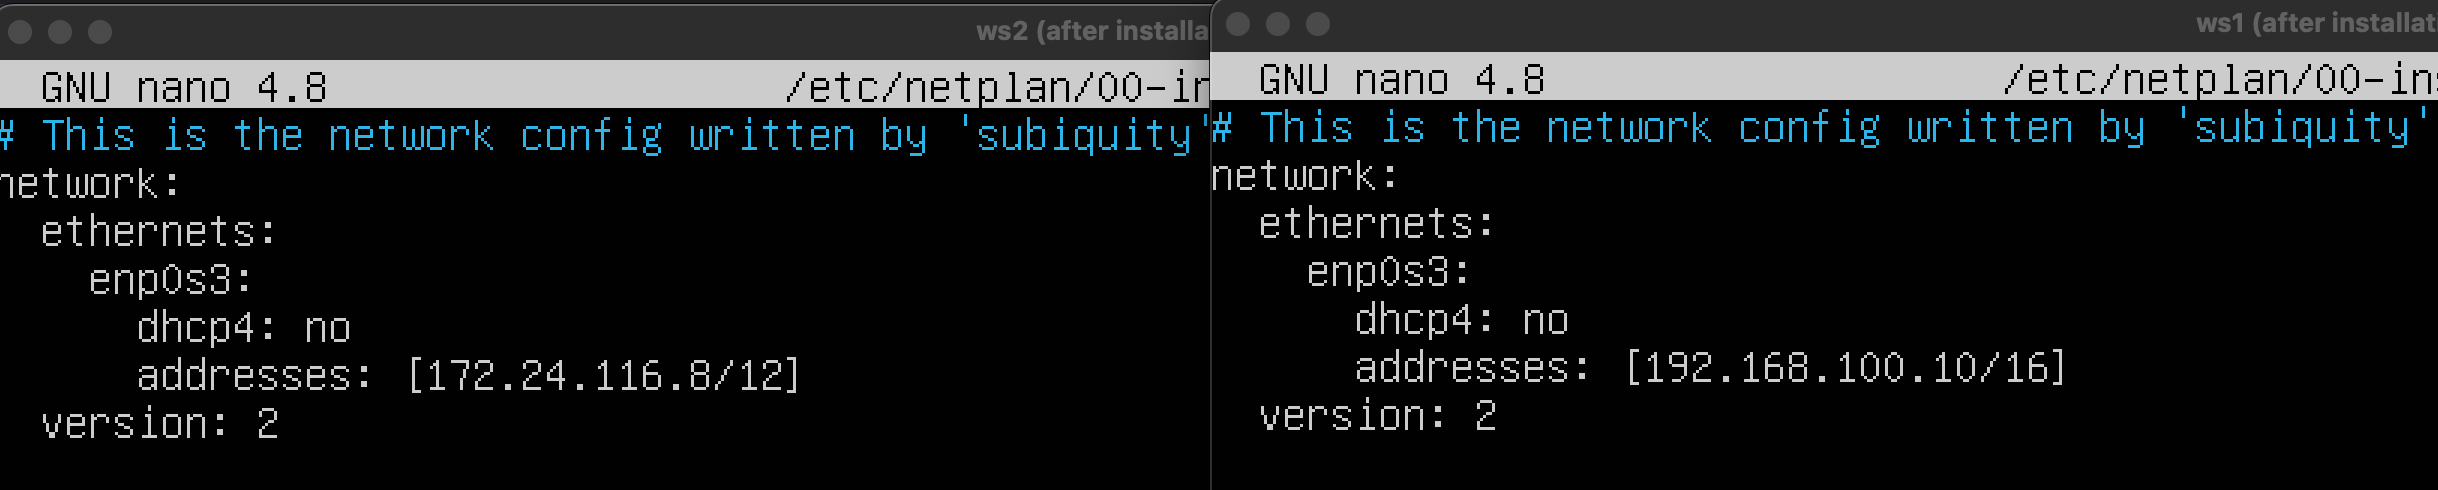 ws2 (after installa
GNU nano 4.8 /etc/netplan/00-in
# This is the network config written by 'subiquity'
network:
  ethernets:
    enp0s3:
      dhcp4: no
      addresses: [172.24.116.8/12]
  version: 2
ws1 (after installati
GNU nano 4.8 /etc/netplan/00-ins
# This is the network config written by 'subiquity'
network:
  ethernets:
    enp0s3:
      dhcp4: no
      addresses: [192.168.100.10/16]
  version: 2